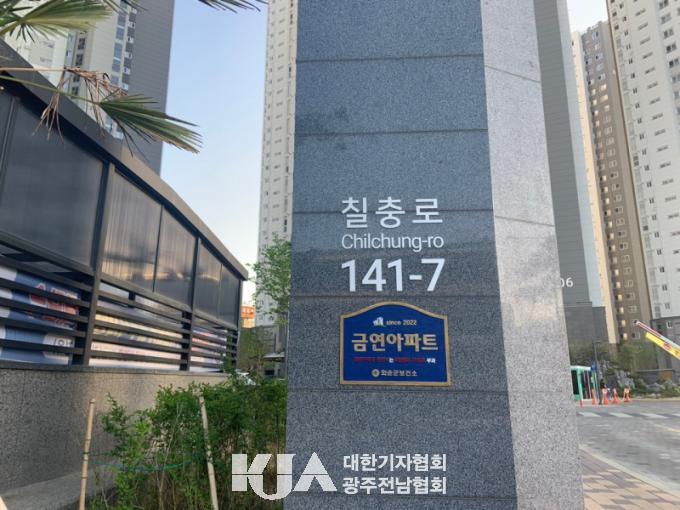 칠충로
Chilchung-ro
141-7
since 2022
금연아파트
화순군보건소
06
KJA 대한기자협회
광주전남협회